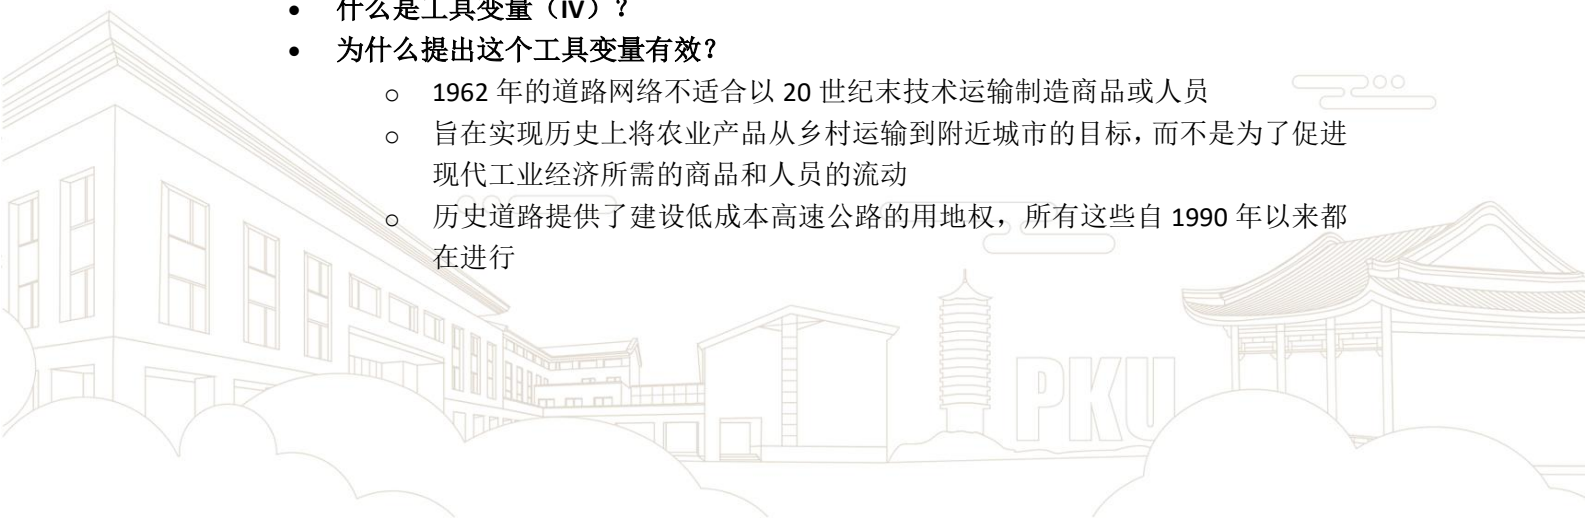 • 什么是工具变量（IV）？
• 为什么提出这个工具变量有效？
o 1962 年的道路网络不适合以 20 世纪末技术运输制造商品或人员
o 旨在实现历史上将农业产品从乡村运输到附近城市的目标，而不是为了促进
现代工业经济所需的商品和人员的流动
o 历史道路提供了建设低成本高速公路的用地权，所有这些自 1990 年以来都
在进行
PKU